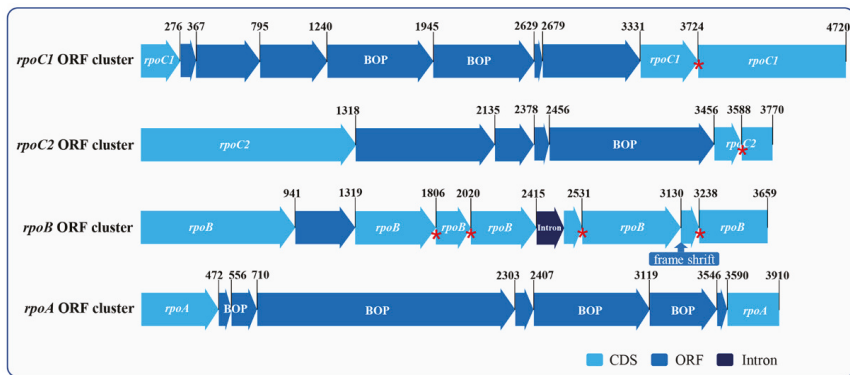 276 367 795 1240 1945 2629 2679 3331 3724 4720
rpoC1 ORF cluster rpoC1 BOP BOP rpoC1 * rpoC1
1318 2135 2378 2456 3456 3588 3770
rpoC2 ORF cluster rpoC2 BOP rpoC2 *
941 1319 1806 2020 2415 2531 3130 3238 3659
rpoB ORF cluster rpoB rpoB * rpoB * rpoB Intron * rpoB * rpoB
frame shrift
472 556 710 2303 2407 3119 3546 3590 3910
rpoA ORF cluster rpoA BOP BOP BOP BOP rpoA
CDS ORF Intron